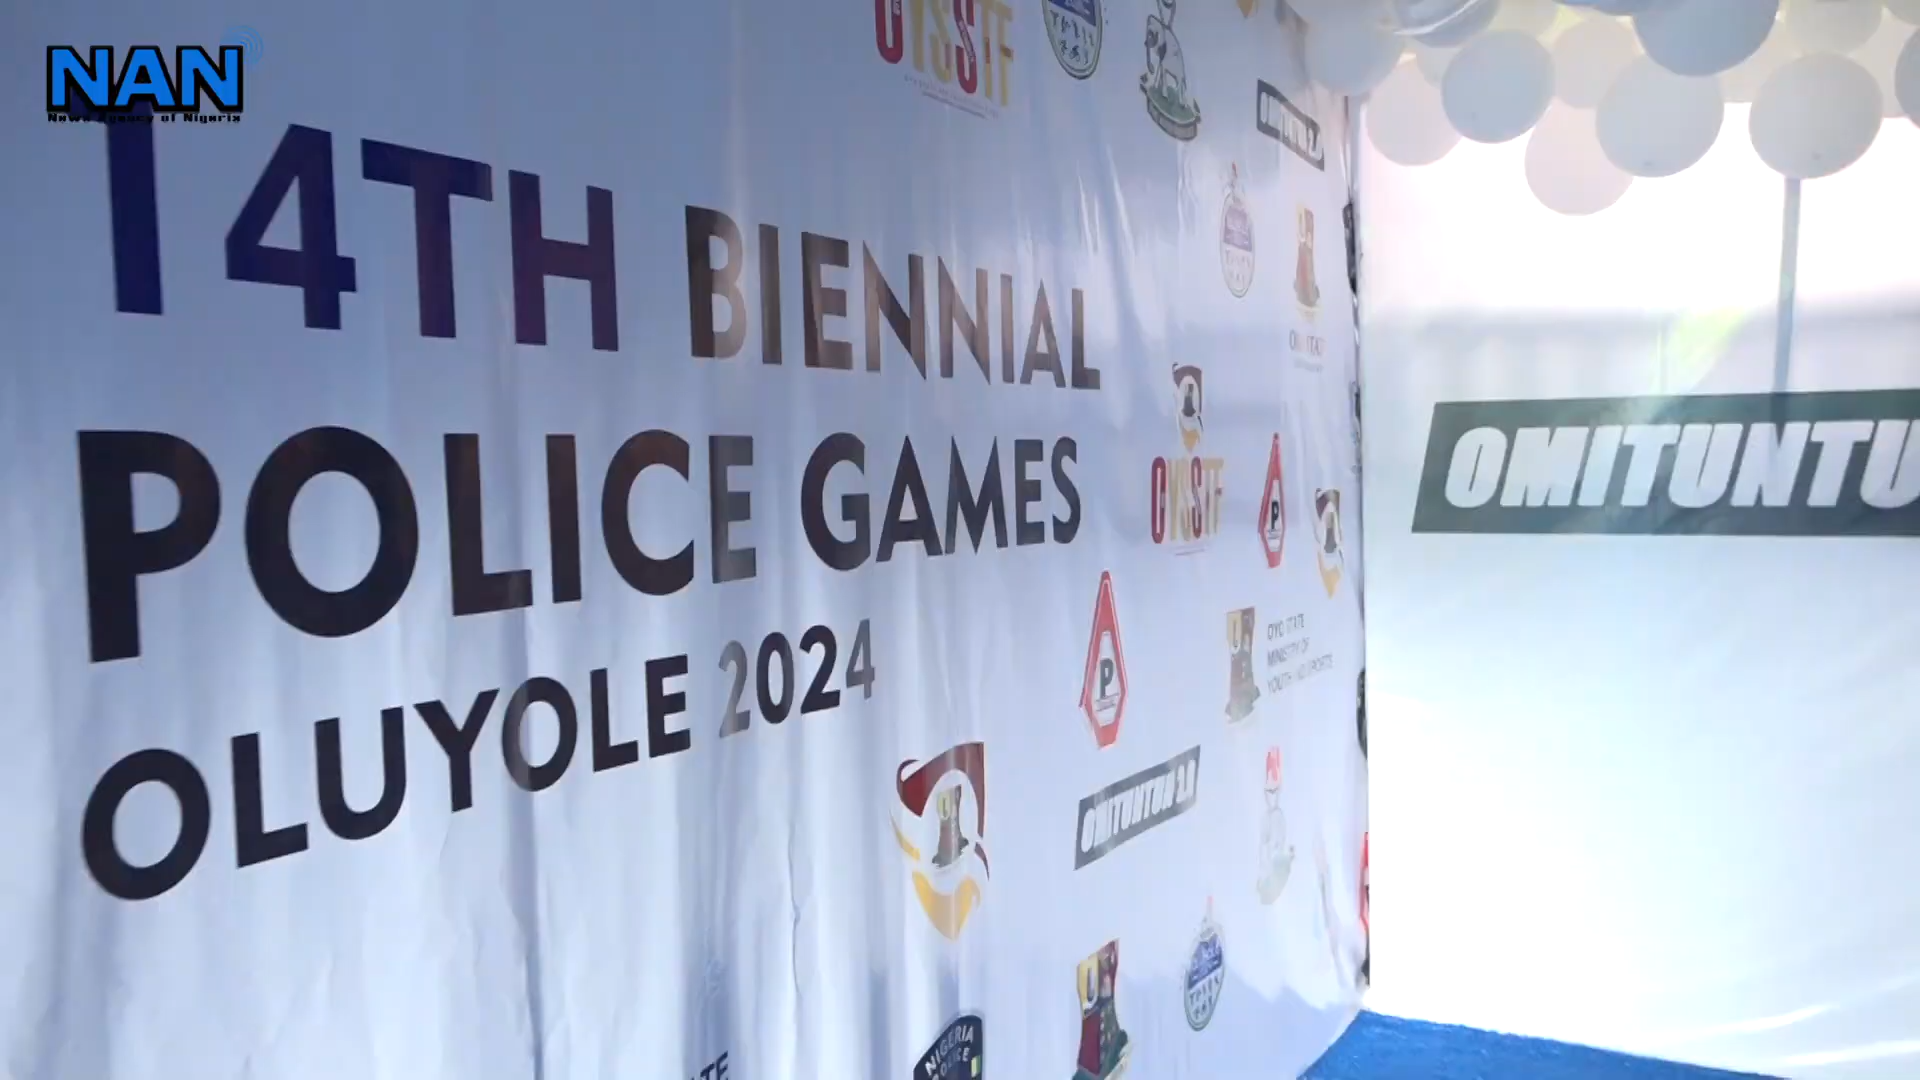 NAN
News Agency of Nigeria
14TH BIENNIAL
POLICE GAMES
OLUYOLE 2024
OYSSTF
OMITUNTUN 2.0
OYSSTF
P
P
OYO STATE
MINISTRY OF
YOUTH AND SPORTS
OMITUNTUN 2.0
NIGERIA
POLICE
OMITUNTU